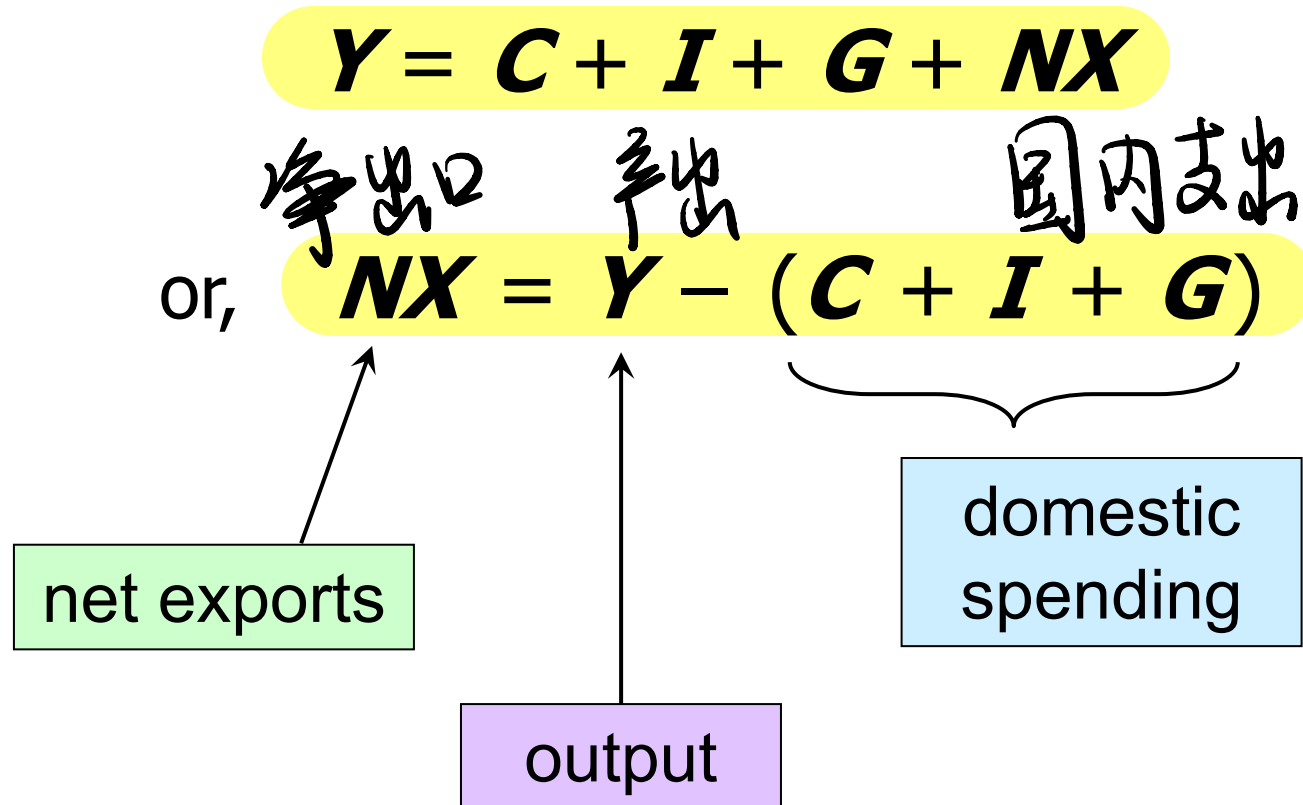 Y = C + I + G + NX
净出口 产出 国内支出
or, NX = Y − (C + I + G)
domestic
spending
net exports
output